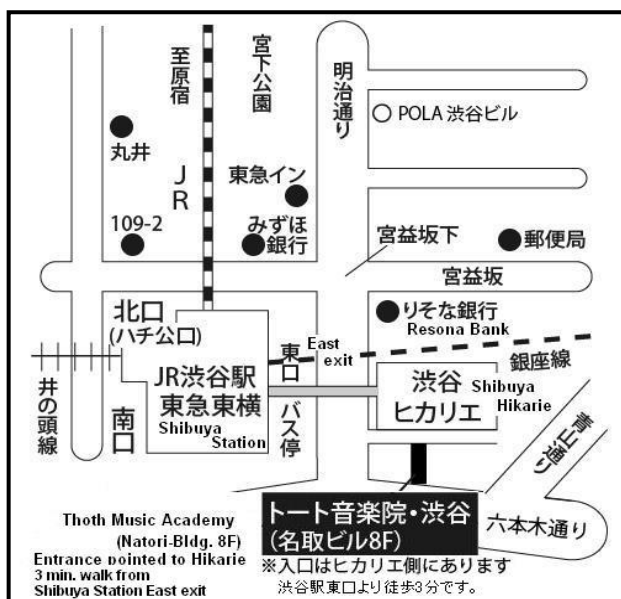 至原宿
宮下公園
明治通り
POLA 渋谷ビル
丸井
JR
東急イン
109-2
みずほ
銀行
宮益坂下
郵便局
宮益坂
北口
(ハチ公口)
りそな銀行
Resona Bank
East
exit
東口
銀座線
JR渋谷駅
東急東横
Shibuya
Station
渋谷
ヒカリエ
Shibuya
Hikarie
井の頭線
南口
バス停
青山通り
六本木通り
Thoth Music Academy
(Natori-Bldg. 8F)
Entrance pointed to Hikarie
3 min. walk from
Shibuya Station East exit
トート音楽院・渋谷
(名取ビル8F)
※入口はヒカリエ側にあります
渋谷駅東口より徒歩3分です。